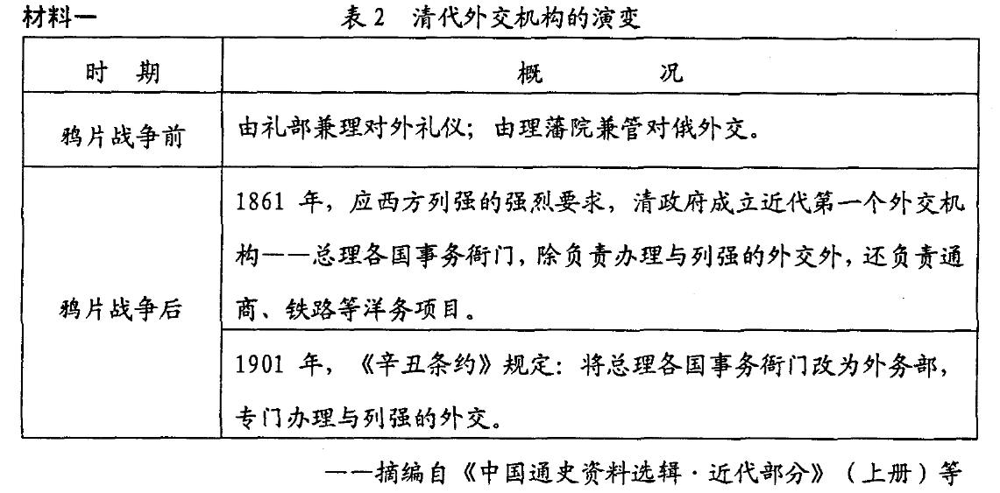 材料一
表2 清代外交机构的演变
时 期
概 况
鸦片战争前
由礼部兼理对外礼仪；由理藩院兼管对俄外交。
鸦片战争后
1861 年，应西方列强的强烈要求，清政府成立近代第一个外交机
构——总理各国事务衙门，除负责办理与列强的外交外，还负责通
商、铁路等洋务项目。
1901 年，《辛丑条约》规定：将总理各国事务衙门改为外务部，
专门办理与列强的外交。
——摘编自《中国通史资料选辑·近代部分》（上册）等